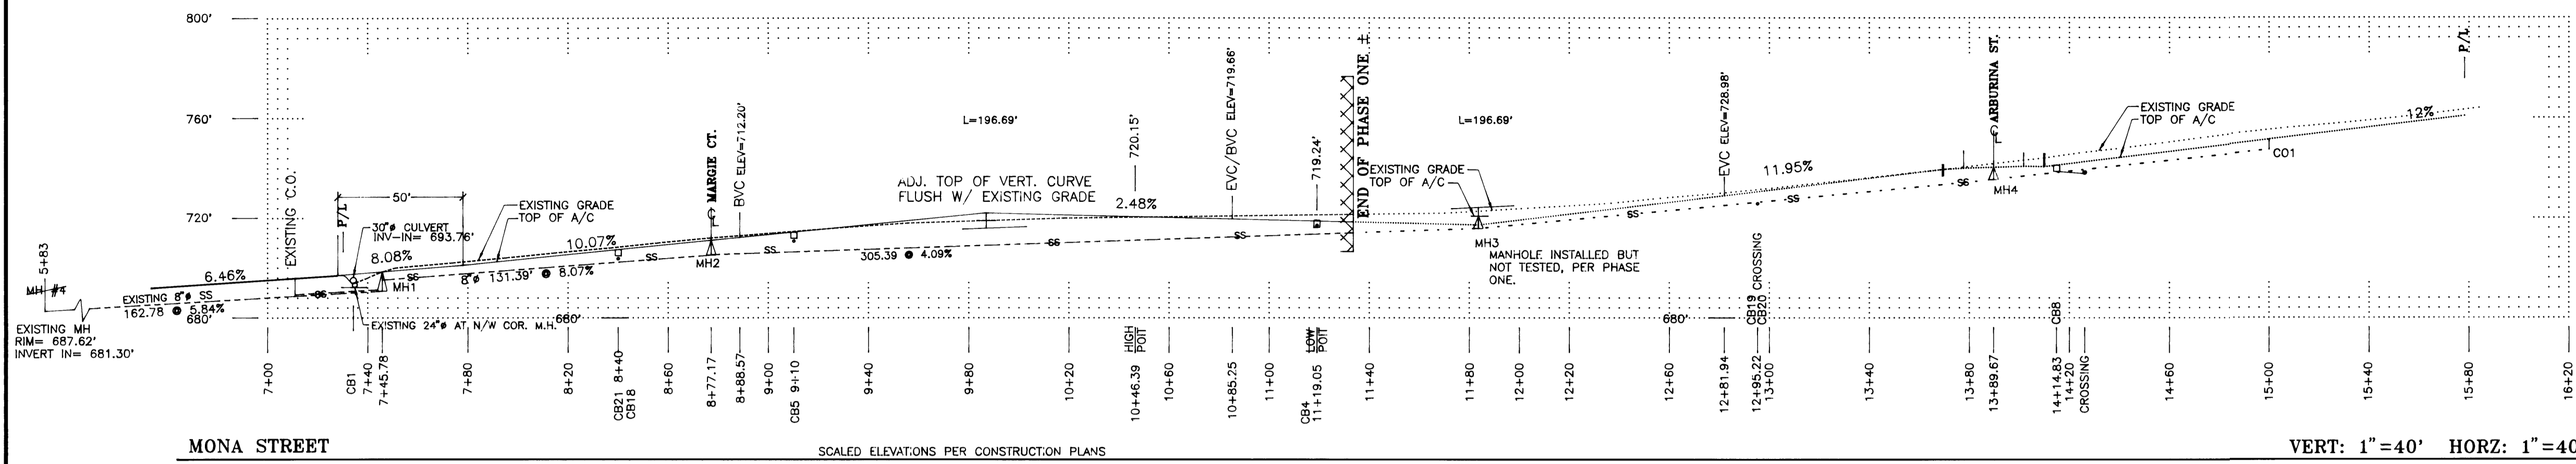 800'
760'
720'
680'
680'
680'
MH #4
5+83
EXISTING MH
RIM= 687.62'
INVERT IN= 681.30'
EXISTING 8"ø SS
162.78 @ 5.84%
6.46%
EXISTING C.O.
SS
P/L
50'
30"ø CULVERT
INV-IN= 693.76'
8.08%
SS
MH1
EXISTING 24"ø AT N/W COR. M.H.
EXISTING GRADE
TOP OF A/C
10.07%
8"ø 131.39' @ 8.07%
SS
MH2
℄ MARGIE CT.
BVC ELEV=712.20'
SS
305.39 @ 4.09%
L=196.69'
ADJ. TOP OF VERT. CURVE
FLUSH W/ EXISTING GRADE
SS
720.15'
2.48%
EVC/BVC ELEV=719.66'
SS
719.24'
END OF PHASE ONE ±
L=196.69'
EXISTING GRADE
TOP OF A/C
MH3
MANHOLE INSTALLED BUT
NOT TESTED, PER PHASE
ONE.
SS
EVC ELEV=728.98'
11.95%
SS
CB19
CB20 CROSSING
SS
℄ ARBURINA ST.
MH4
EXISTING GRADE
TOP OF A/C
CO1
12%
P/L
7+00
CB1
7+40
7+45.78
7+80
8+20
CB21 8+40
CB18
8+60
8+77.17
8+88.57
9+00
CB5 9+10
9+40
9+80
10+20
HIGH
POIT
10+46.39
10+60
10+85.25
11+00
LOW
POIT
CB4
11+19.05
11+40
11+80
12+00
12+20
12+60
12+81.94
12+95.22
13+00
13+40
13+80
13+89.67
CB8
14+14.83
14+20
CROSSING
14+60
15+00
15+40
15+80
16+20
MONA STREET
SCALED ELEVATIONS PER CONSTRUCTION PLANS
VERT: 1"=40' HORZ: 1"=40